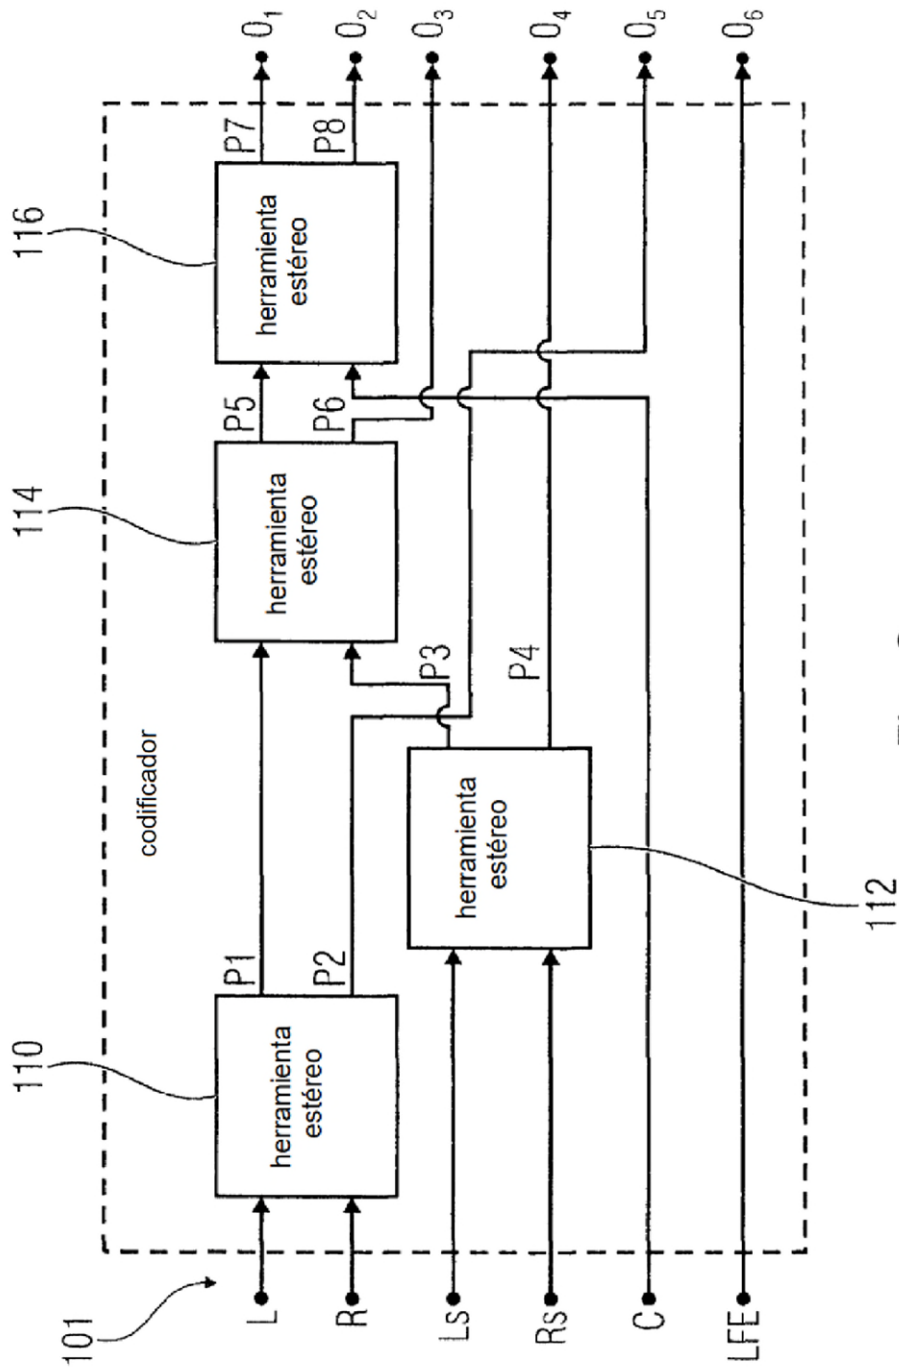 101
L
R
Ls
Rs
C
LFE
codificador
110
herramienta
estéreo
P1
P2
112
herramienta
estéreo
P3
P4
114
herramienta
estéreo
P5
P6
116
herramienta
estéreo
P7
P8
O₁
O₂
O₃
O₄
O₅
O₆